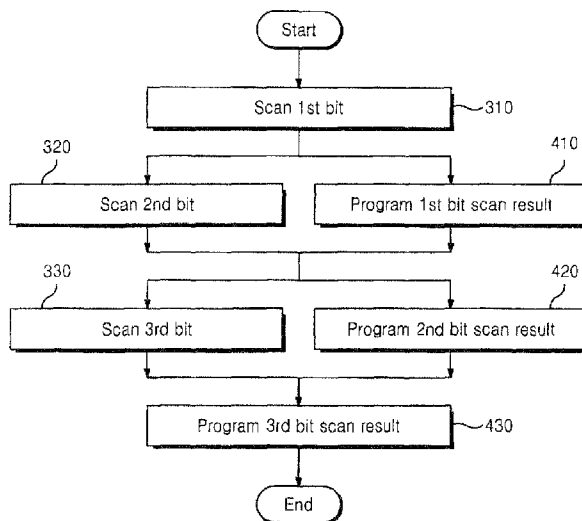 Start
Scan 1st bit
310
320
410
Scan 2nd bit
Program 1st bit scan result
330
420
Scan 3rd bit
Program 2nd bit scan result
Program 3rd bit scan result
430
End